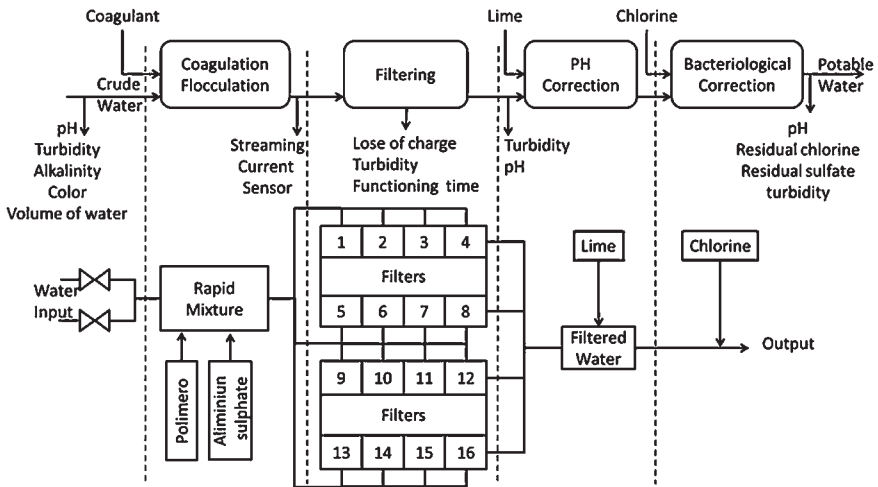 Coagulant
Lime
Chlorine
Crude
Water
Coagulation
Flocculation
Filtering
PH
Correction
Bacteriological
Correction
Potable
Water
pH
Turbidity
Alkalinity
Color
Volume of water
Streaming
Current
Sensor
Lose of charge
Turbidity
Functioning time
Turbidity
pH
pH
Residual chlorine
Residual sulfate
turbidity
Water
Input
Rapid
Mixture
Polimero
Aliminiun
sulphate
1 2 3 4
Filters
5 6 7 8
9 10 11 12
Filters
13 14 15 16
Lime
Chlorine
Filtered
Water
Output